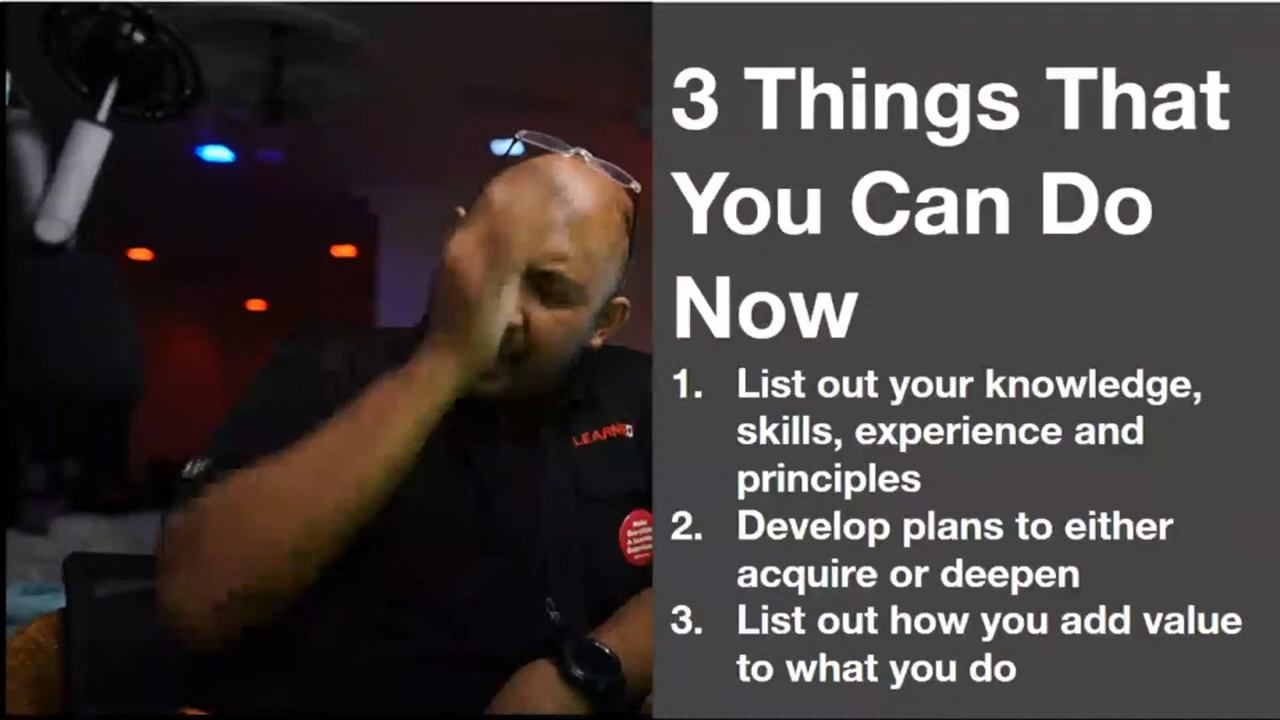 3 Things That
You Can Do
Now
1. List out your knowledge,
skills, experience and
principles
2. Develop plans to either
acquire or deepen
3. List out how you add value
to what you do